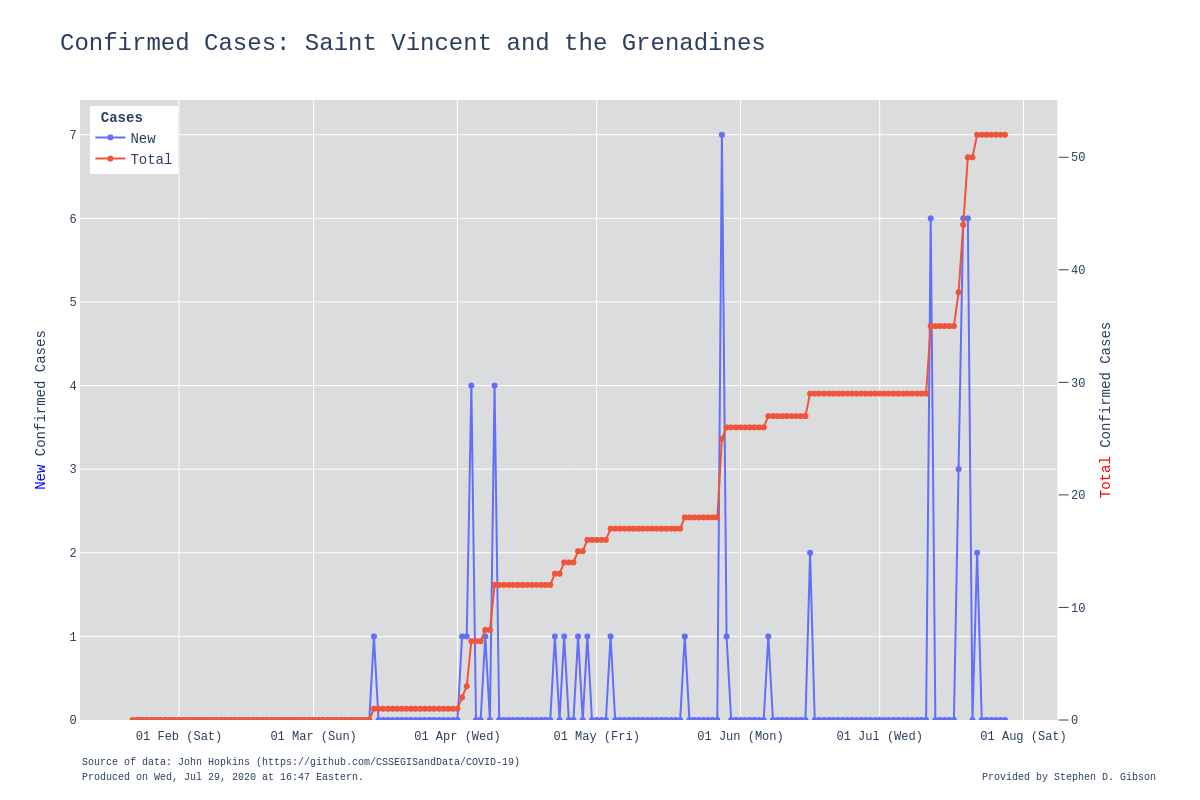 Confirmed Cases: Saint Vincent and the Grenadines
Cases
New
Total
7
6
5
4
3
2
1
0
New Confirmed Cases
50
40
30
20
10
0
Total Confirmed Cases
01 Feb (Sat) 01 Mar (Sun) 01 Apr (Wed) 01 May (Fri) 01 Jun (Mon) 01 Jul (Wed) 01 Aug (Sat)
Source of data: John Hopkins (https://github.com/CSSEGISandData/COVID-19)
Produced on Wed, Jul 29, 2020 at 16:47 Eastern.
Provided by Stephen D. Gibson